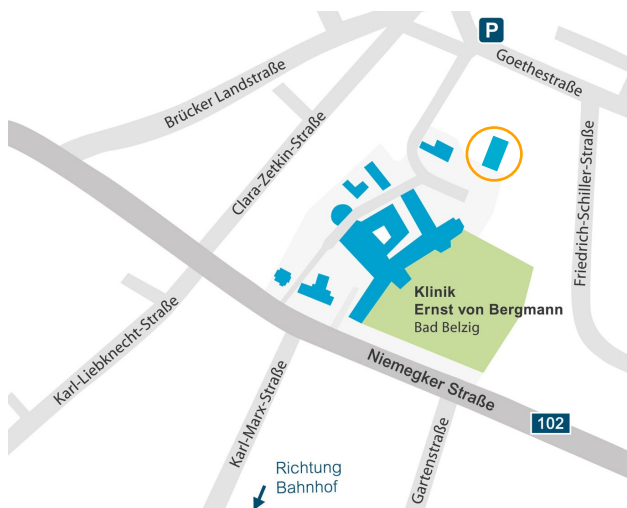 P
Goethestraße
Brücker Landstraße
Clara-Zetkin-Straße
Friedrich-Schiller-Straße
Klinik
Ernst von Bergmann
Bad Belzig
Karl-Liebknecht-Straße
Niemegker Straße
102
Karl-Marx-Straße
Gartenstraße
Richtung
Bahnhof